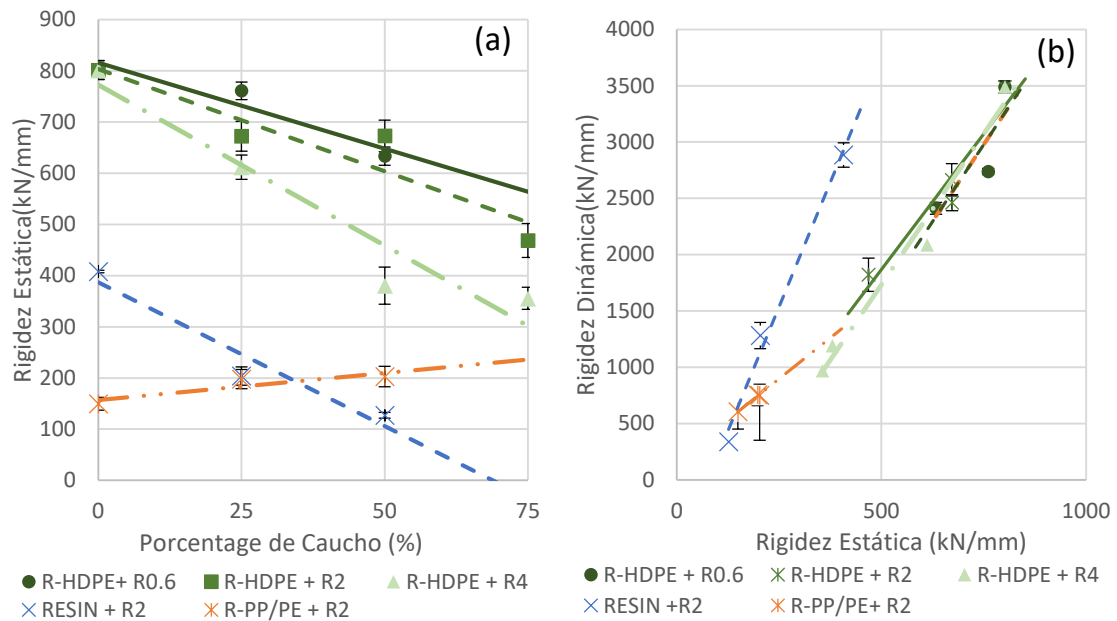 (a)
900
800
700
600
500
400
300
200
100
0
Rigidez Estática(kN/mm)
0 25 50 75
Porcentage de Caucho (%)
R-HDPE+ R0.6 R-HDPE + R2 R-HDPE + R4
RESIN + R2 R-PP/PE + R2
(b)
4000
3500
3000
2500
2000
1500
1000
500
0
Rigidez Dinámica(kN/mm)
0 500 1000
Rigidez Estática (kN/mm)
R-HDPE + R0.6 R-HDPE + R2 R-HDPE + R4
RESIN +R2 R-PP/PE+ R2